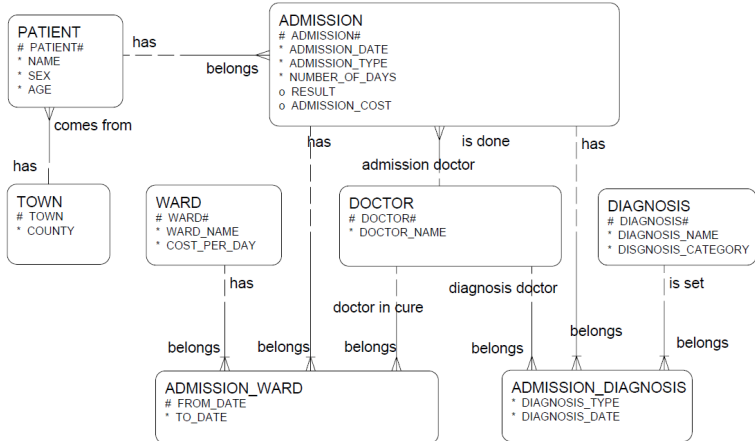 PATIENT
# PATIENT#
* NAME
* SEX
* AGE
has
belongs
ADMISSION
# ADMISSION#
* ADMISSION_DATE
* ADMISSION_TYPE
* NUMBER_OF_DAYS
o RESULT
o ADMISSION_COST
comes from
has
has
is done
admission doctor
has
TOWN
# TOWN
* COUNTY
WARD
# WARD#
* WARD_NAME
* COST_PER_DAY
DOCTOR
# DOCTOR#
* DOCTOR_NAME
DIAGNOSIS
# DIAGNOSIS#
* DIAGNOSIS_NAME
* DISGNOSIS_CATEGORY
has
doctor in cure
diagnosis doctor
is set
belongs
belongs
belongs
belongs
belongs
belongs
ADMISSION_WARD
# FROM_DATE
* TO_DATE
ADMISSION_DIAGNOSIS
* DIAGNOSIS_TYPE
* DIAGNOSIS_DATE